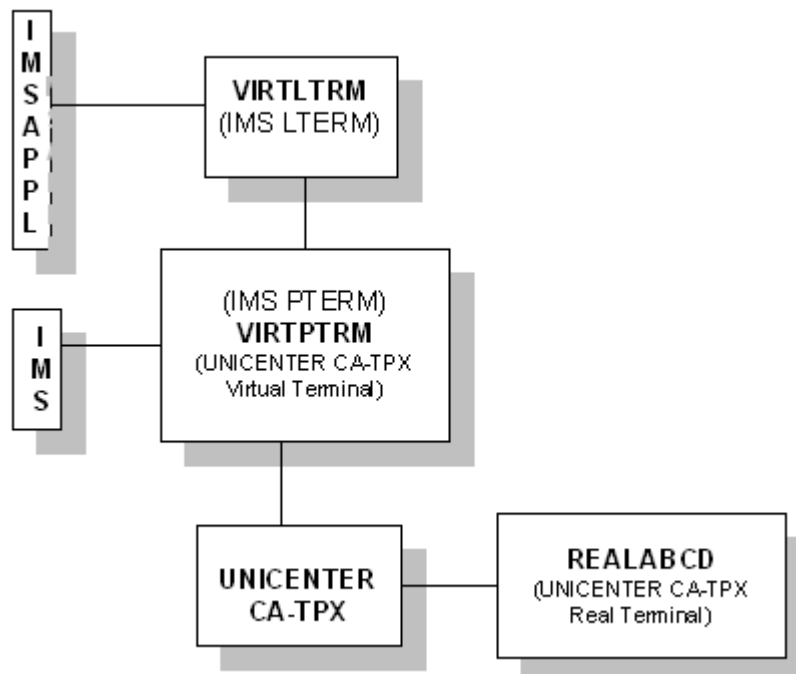 I
M
S
A
P
P
L
VIRTLTRM
(IMS LTERM)
(IMS PTERM)
VIRTPTRM
(UNICENTER CA-TPX
Virtual Terminal)
I
M
S
UNICENTER
CA-TPX
REALABCD
(UNICENTER CA-TPX
Real Terminal)